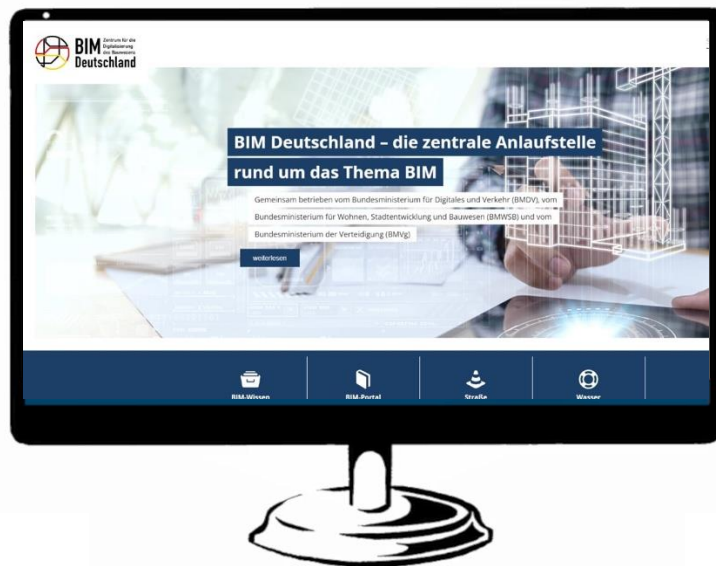 BIM
Zentrum für die
Digitalisierung
des Bauwesens
Deutschland
BIM Deutschland – die zentrale Anlaufstelle
rund um das Thema BIM
Gemeinsam betrieben vom Bundesministerium für Digitales und Verkehr (BMDV), vom
Bundesministerium für Wohnen, Stadtentwicklung und Bauwesen (BMWSB) und vom
Bundesministerium der Verteidigung (BMVg)
weiterlesen
BIM-Wissen
BIM-Portal
Straße
Wasser